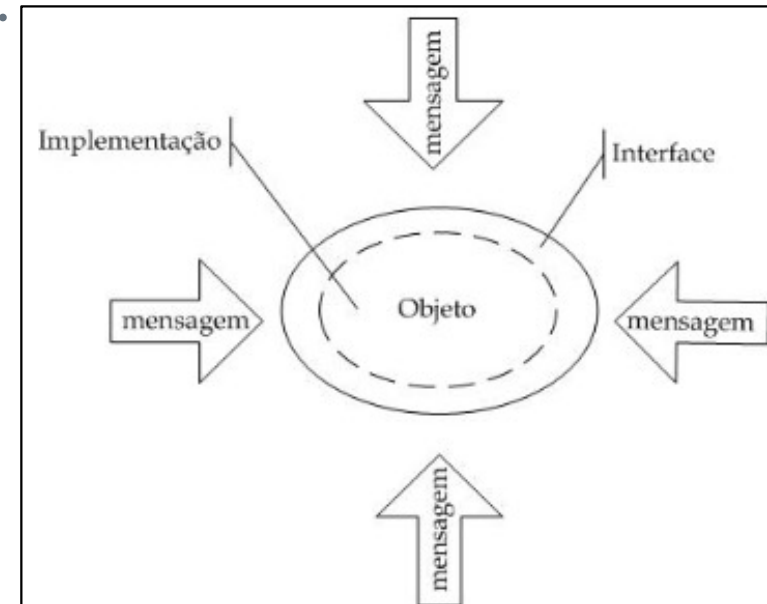 mensagem
Implementação
Interface
mensagem
Objeto
mensagem
mensagem